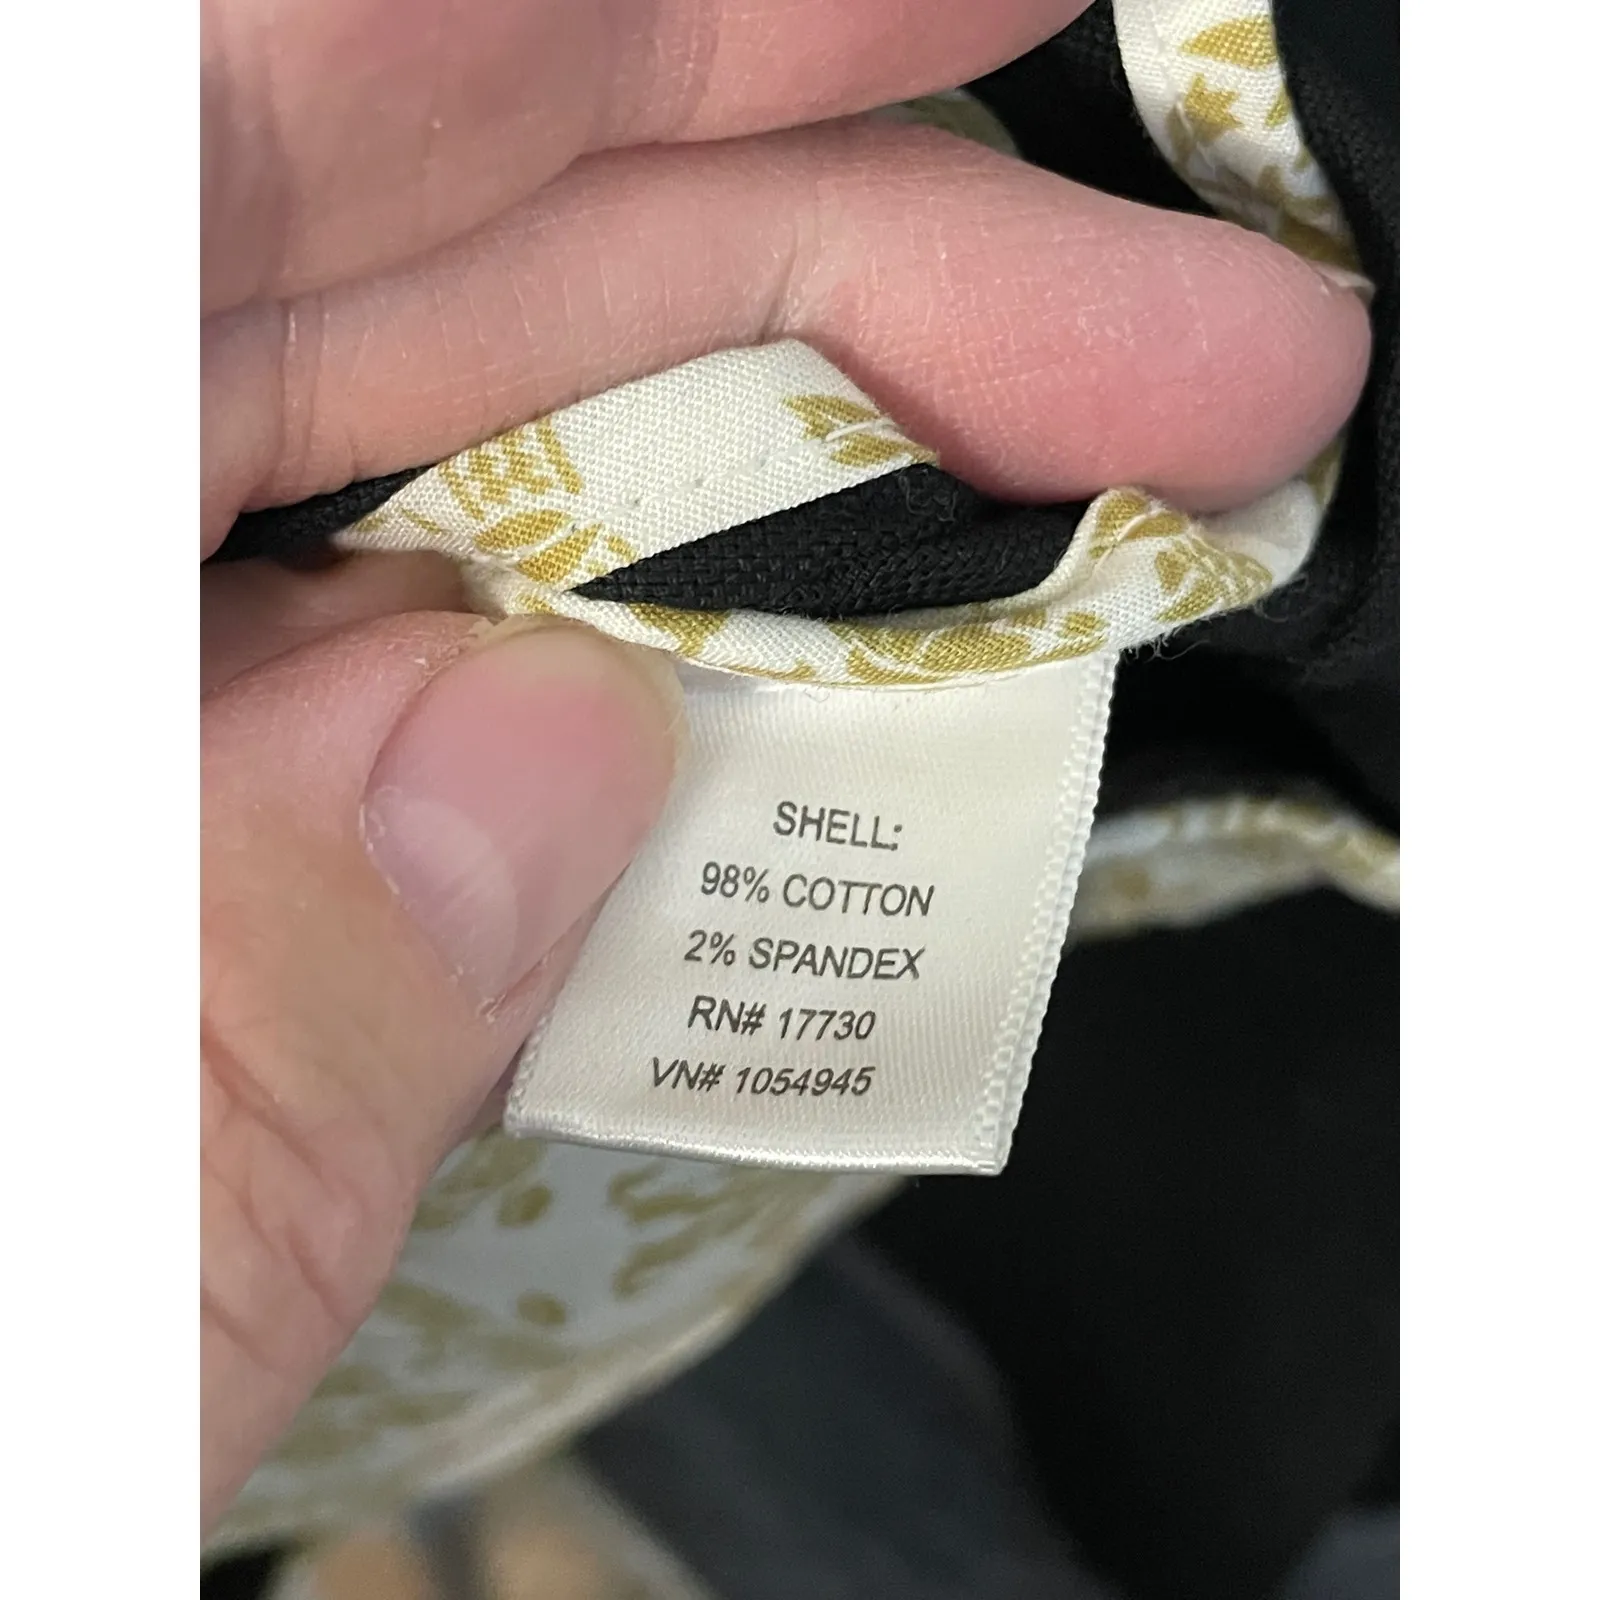 SHELL:
98% COTTON
2% SPANDEX
RN# 17730
VN# 1054945